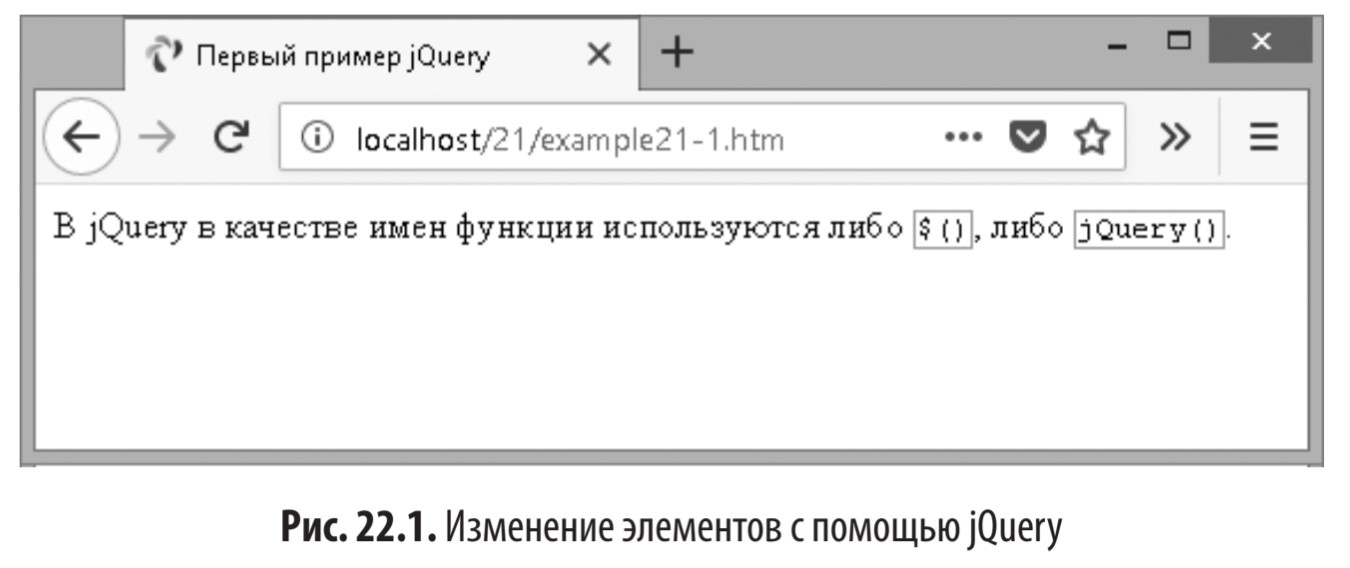 Первый пример jQuery
localhost/21/example21-1.htm
В jQuery в качестве имен функции используются либо $(), либо jQuery().
Рис. 22.1. Изменение элементов с помощью jQuery